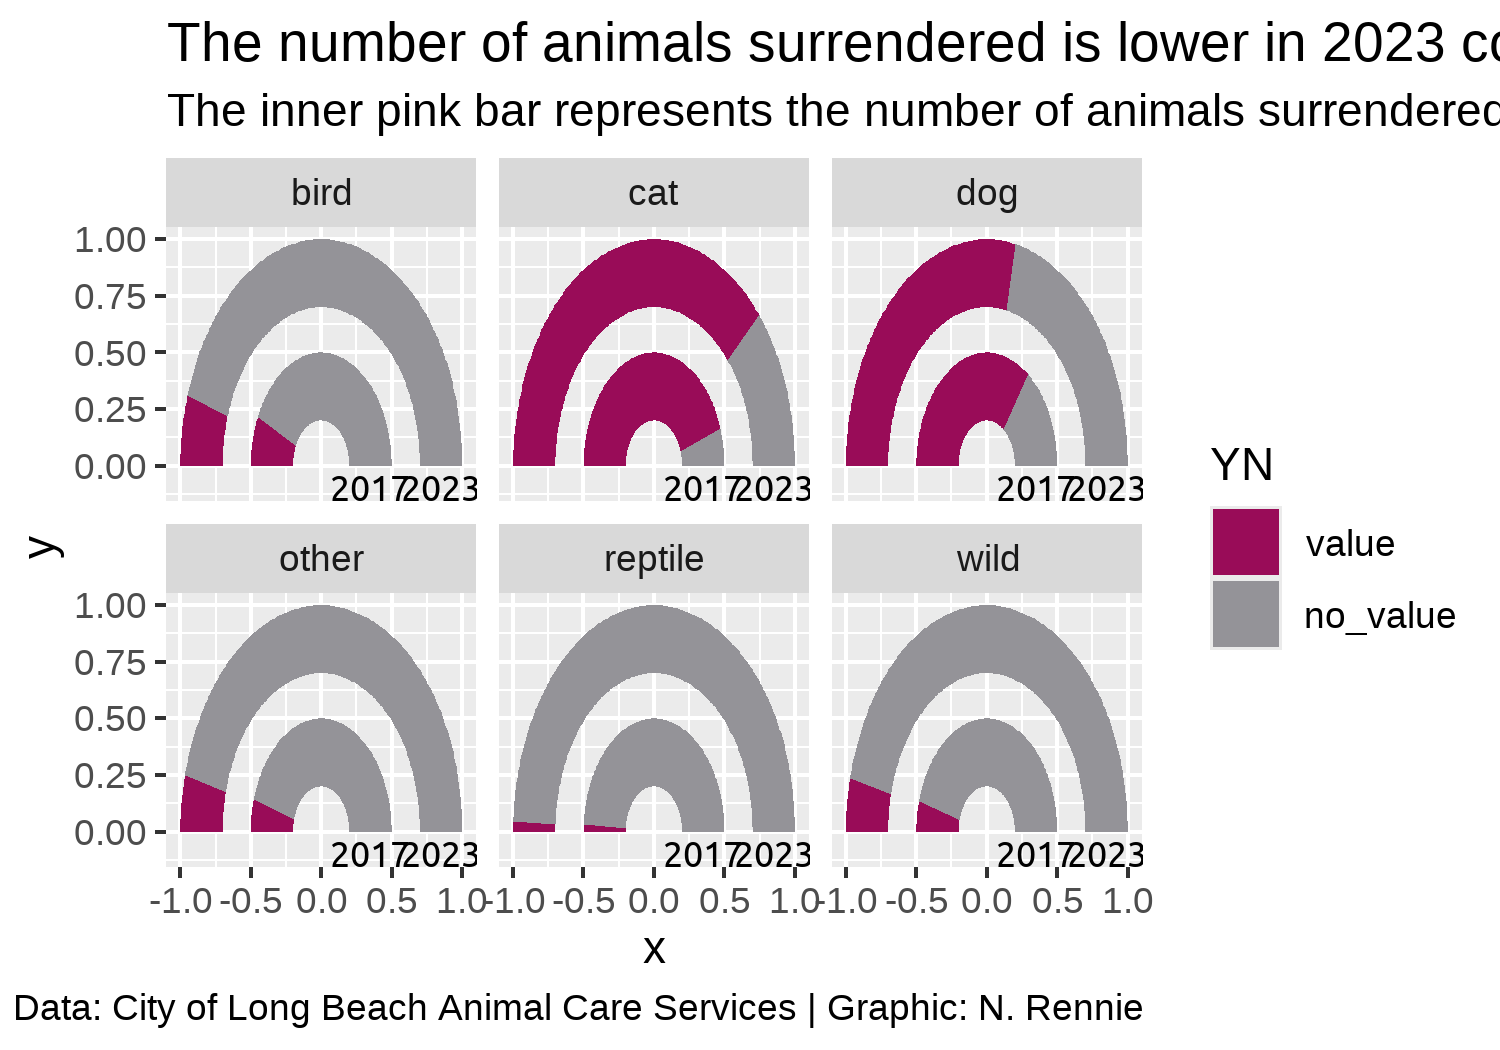 The number of animals surrendered is lower in 2023 co
The inner pink bar represents the number of animals surrendered
bird cat dog
1.00
0.75
0.50
0.25
0.00
2017 2023 2017 2023 2017 2023
other reptile wild
1.00
0.75
0.50
0.25
0.00
2017 2023 2017 2023 2017 2023
-1.0 -0.5 0.0 0.5 1.0 -1.0 -0.5 0.0 0.5 1.0 -1.0 -0.5 0.0 0.5 1.0
x
y
YN
value
no_value
Data: City of Long Beach Animal Care Services | Graphic: N. Rennie